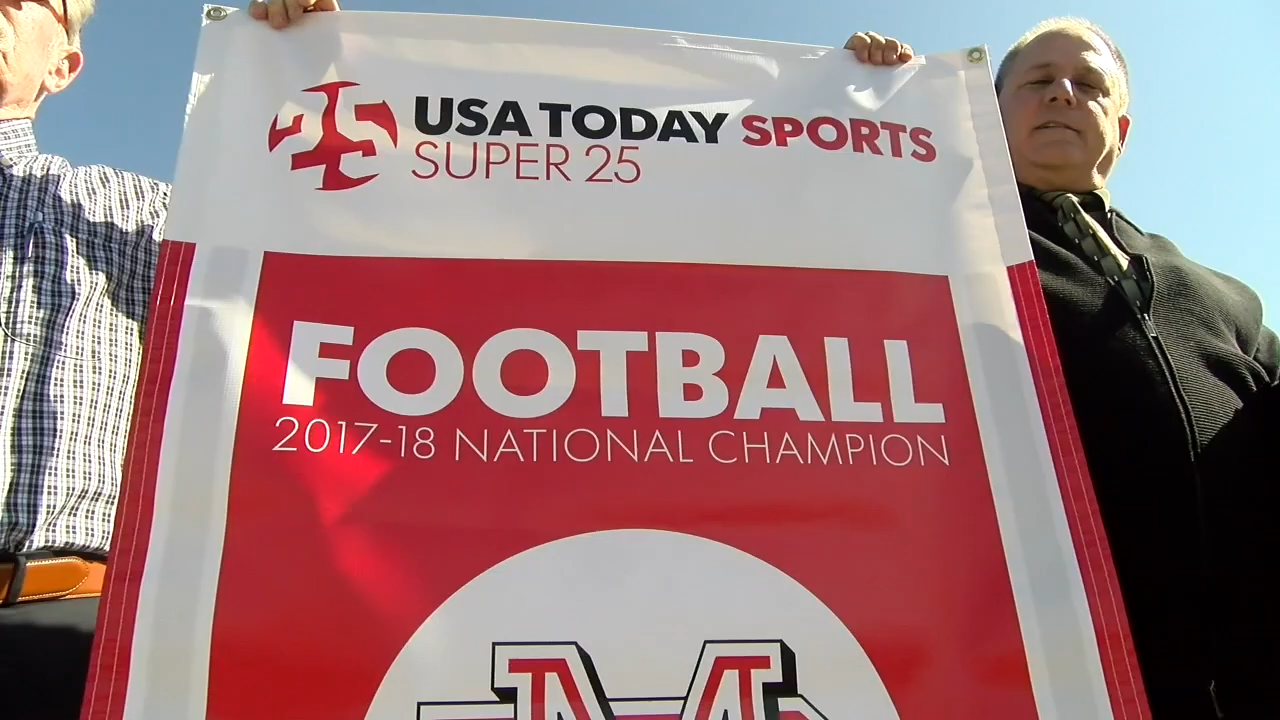 USA TODAY SPORTS
SUPER 25
FOOTBALL
2017-18 NATIONAL CHAMPION
M